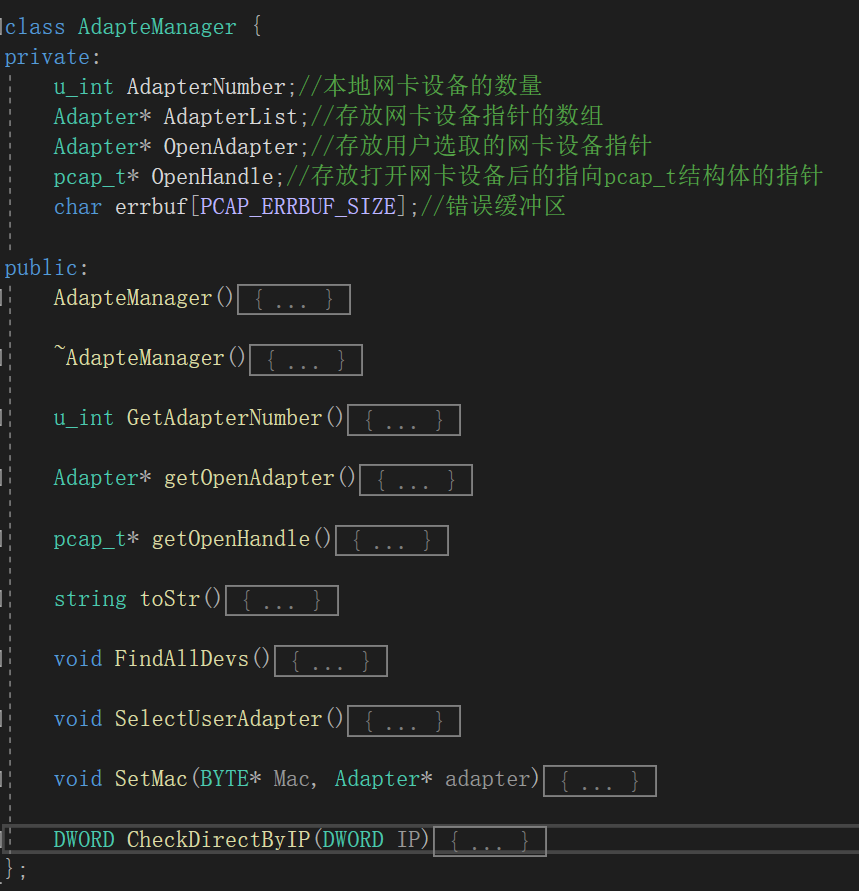 class AdapteManager {
private:
u_int AdapterNumber;//本地网卡设备的数量
Adapter* AdapterList;//存放网卡设备指针的数组
Adapter* OpenAdapter;//存放用户选取的网卡设备指针
pcap_t* OpenHandle;//存放打开网卡设备后的指向pcap_t结构体的指针
char errbuf[PCAP_ERRBUF_SIZE];//错误缓冲区
public:
AdapteManager(){ ... }
~AdapteManager(){ ... }
u_int GetAdapterNumber(){ ... }
Adapter* getOpenAdapter(){ ... }
pcap_t* getOpenHandle(){ ... }
string toStr(){ ... }
void FindAllDevs(){ ... }
void SelectUserAdapter(){ ... }
void SetMac(BYTE* Mac, Adapter* adapter){ ... }
DWORD CheckDirectByIP(DWORD IP){ ... }
};